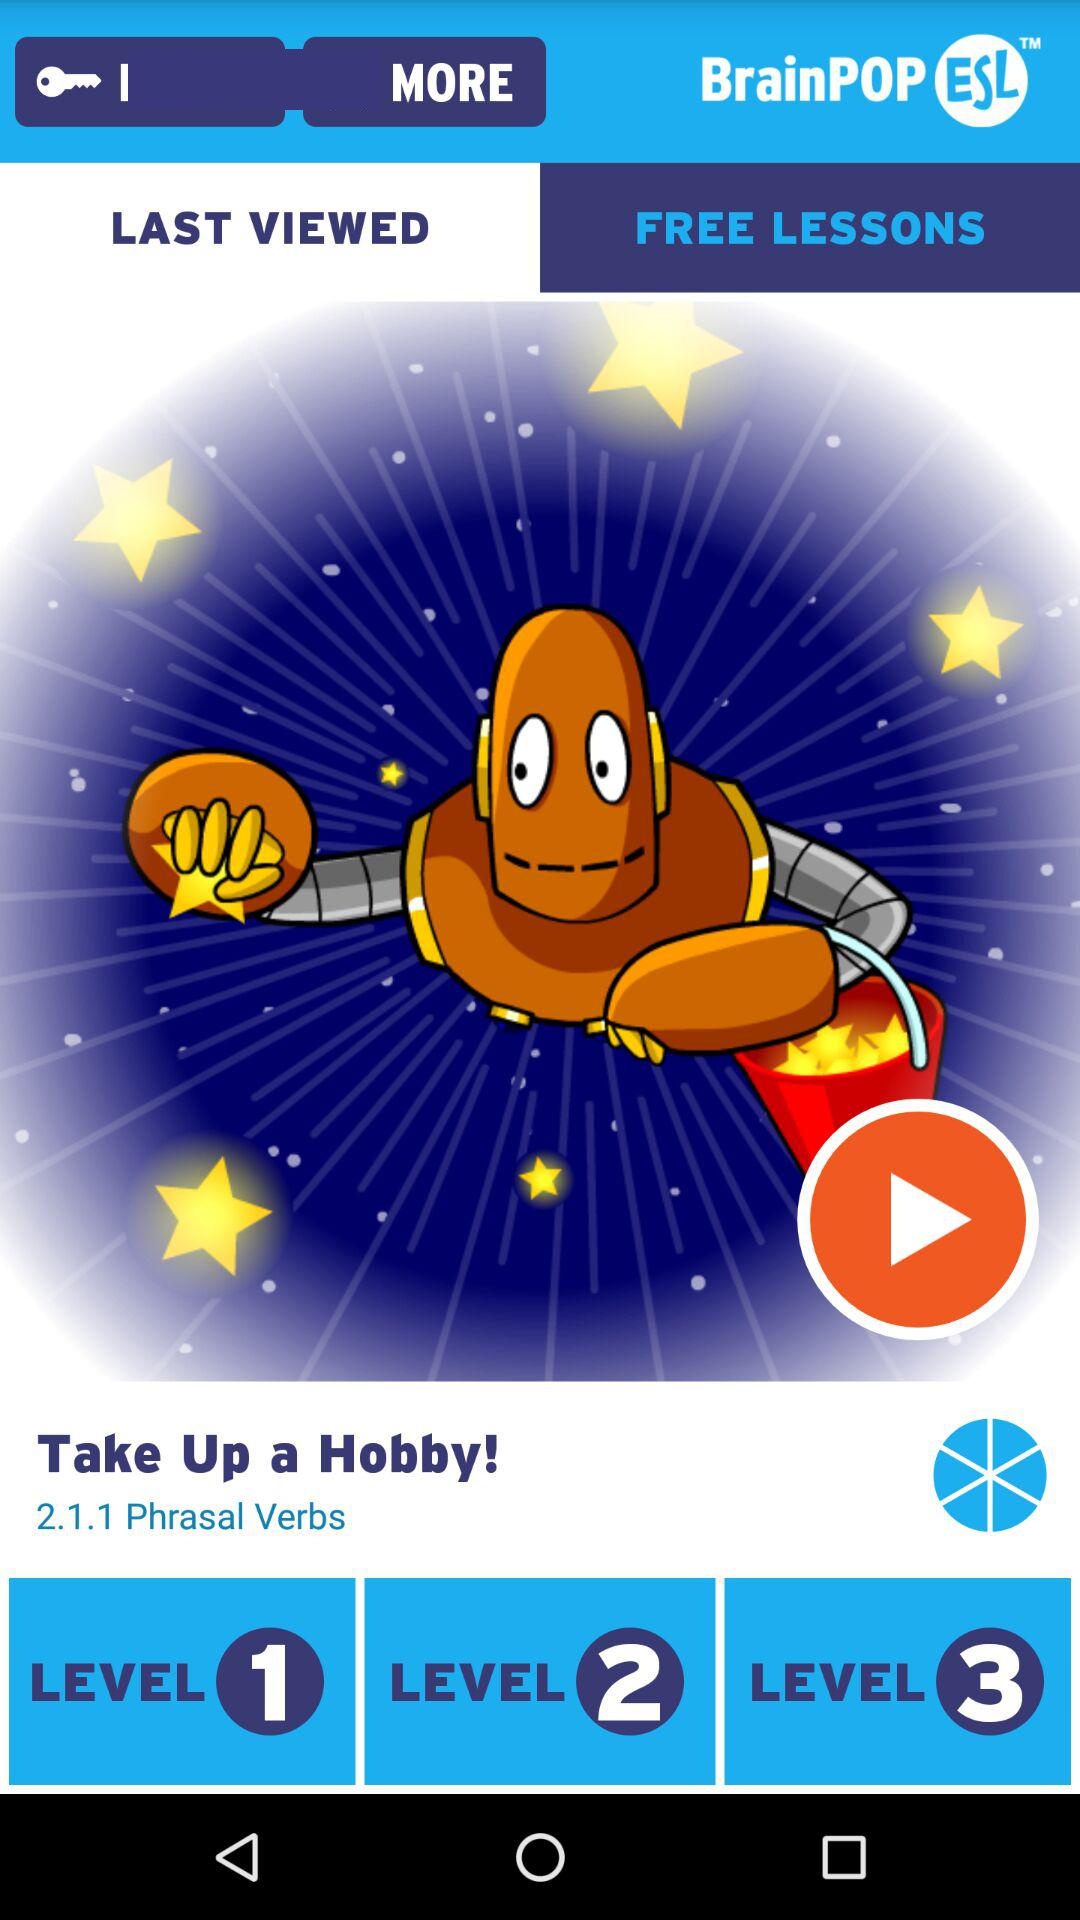 MORE
BrainPOP ESL™
LAST VIEWED
FREE LESSONS
Take Up a Hobby!
2.1.1 Phrasal Verbs
LEVEL 1
LEVEL 2
LEVEL 3